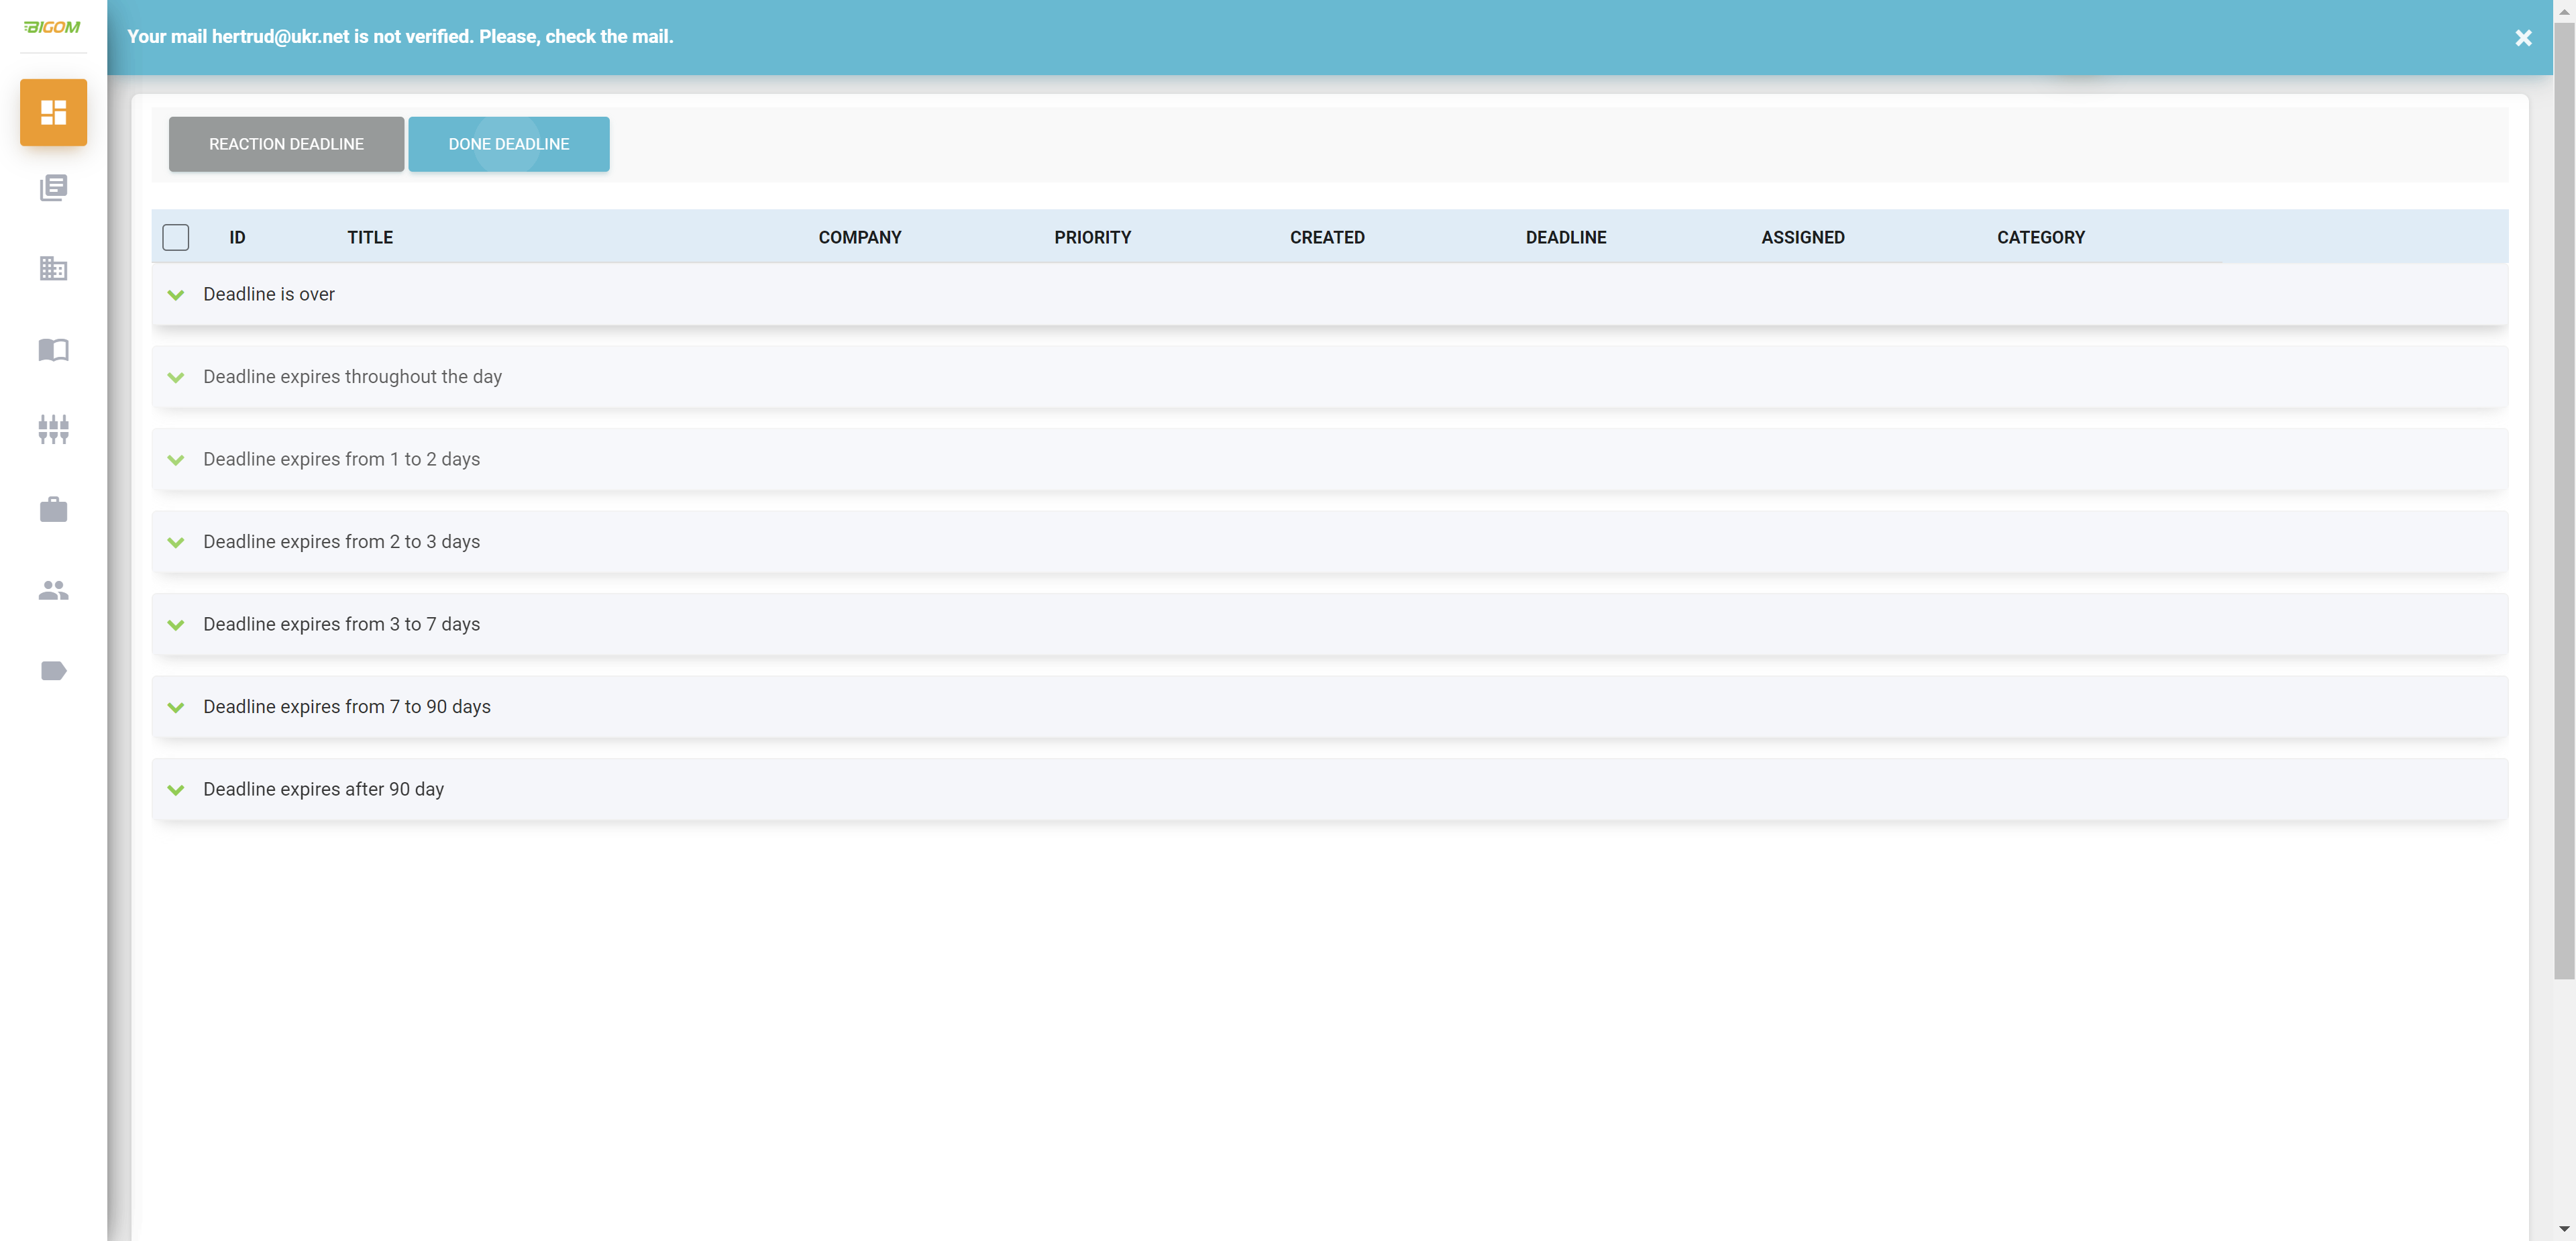 BIGOM
Your mail hertrud@ukr.net is not verified. Please, check the mail.
REACTION DEADLINE DONE DEADLINE
ID TITLE COMPANY PRIORITY CREATED DEADLINE ASSIGNED CATEGORY
Deadline is over
Deadline expires throughout the day
Deadline expires from 1 to 2 days
Deadline expires from 2 to 3 days
Deadline expires from 3 to 7 days
Deadline expires from 7 to 90 days
Deadline expires after 90 day